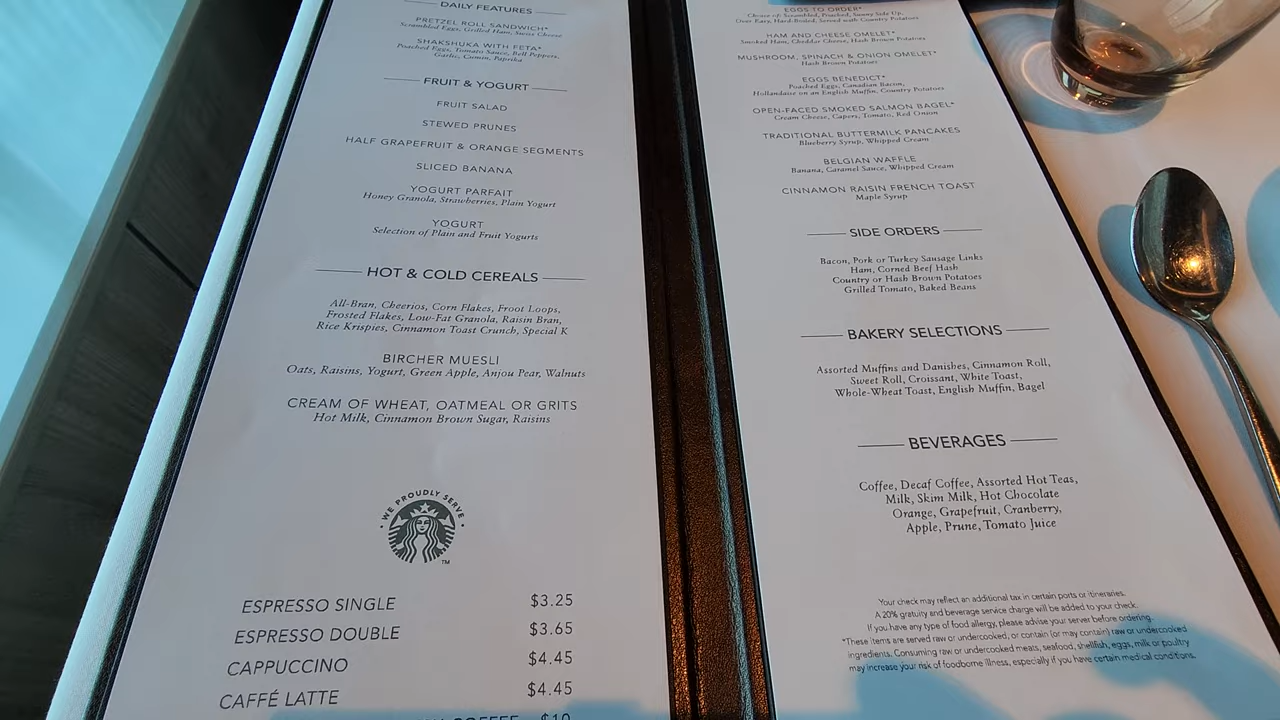 DAILY FEATURES
PRETZEL ROLL SANDWICH*
Scrambled Eggs, Grilled Ham, Swiss Cheese
SHAKSHUKA WITH FETA*
Poached Eggs, Tomato Sauce, Bell Peppers,
Garlic, Cumin, Paprika
FRUIT & YOGURT
FRUIT SALAD
STEWED PRUNES
HALF GRAPEFRUIT & ORANGE SEGMENTS
SLICED BANANA
YOGURT PARFAIT
Honey Granola, Strawberries, Plain Yogurt
YOGURT
Selection of Plain and Fruit Yogurts
HOT & COLD CEREALS
All-Bran, Cheerios, Corn Flakes, Froot Loops,
Frosted Flakes, Low-Fat Granola, Raisin Bran,
Rice Krispies, Cinnamon Toast Crunch, Special K
BIRCHER MUESLI
Oats, Raisins, Yogurt, Green Apple, Anjou Pear, Walnuts
CREAM OF WHEAT, OATMEAL OR GRITS
Hot Milk, Cinnamon Brown Sugar, Raisins
• WE PROUDLY SERVE •
TM
ESPRESSO SINGLE $3.25
ESPRESSO DOUBLE $3.65
CAPPUCCINO $4.45
CAFFÉ LATTE $4.45
COFFEE $10
EGGS TO ORDER*
Choice of: Scrambled, Poached, Sunny Side Up,
Over Easy, Hard-Boiled, Served with Country Potatoes
HAM AND CHEESE OMELET*
Smoked Ham, Cheddar Cheese, Hash Brown Potatoes
MUSHROOM, SPINACH & ONION OMELET*
Hash Brown Potatoes
EGGS BENEDICT*
Poached Eggs, Canadian Bacon,
Hollandaise on an English Muffin, Country Potatoes
OPEN-FACED SMOKED SALMON BAGEL*
Cream Cheese, Capers, Tomato, Red Onion
TRADITIONAL BUTTERMILK PANCAKES
Blueberry Syrup, Whipped Cream
BELGIAN WAFFLE
Banana, Caramel Sauce, Whipped Cream
CINNAMON RAISIN FRENCH TOAST
Maple Syrup
SIDE ORDERS
Bacon, Pork or Turkey Sausage Links
Ham, Corned Beef Hash
Country or Hash Brown Potatoes
Grilled Tomato, Baked Beans
BAKERY SELECTIONS
Assorted Muffins and Danishes, Cinnamon Roll,
Sweet Roll, Croissant, White Toast,
Whole-Wheat Toast, English Muffin, Bagel
BEVERAGES
Coffee, Decaf Coffee, Assorted Hot Teas,
Milk, Skim Milk, Hot Chocolate
Orange, Grapefruit, Cranberry,
Apple, Prune, Tomato Juice
Your check may reflect an additional tax in certain ports or itineraries.
A 20% gratuity and beverage service charge will be added to your check.
If you have any type of food allergy, please advise your server before ordering.
*These items are served raw or undercooked, or contain (or may contain) raw or undercooked
ingredients. Consuming raw or undercooked meats, seafood, shellfish, eggs, milk or poultry
may increase your risk of foodborne illness, especially if you have certain medical conditions.